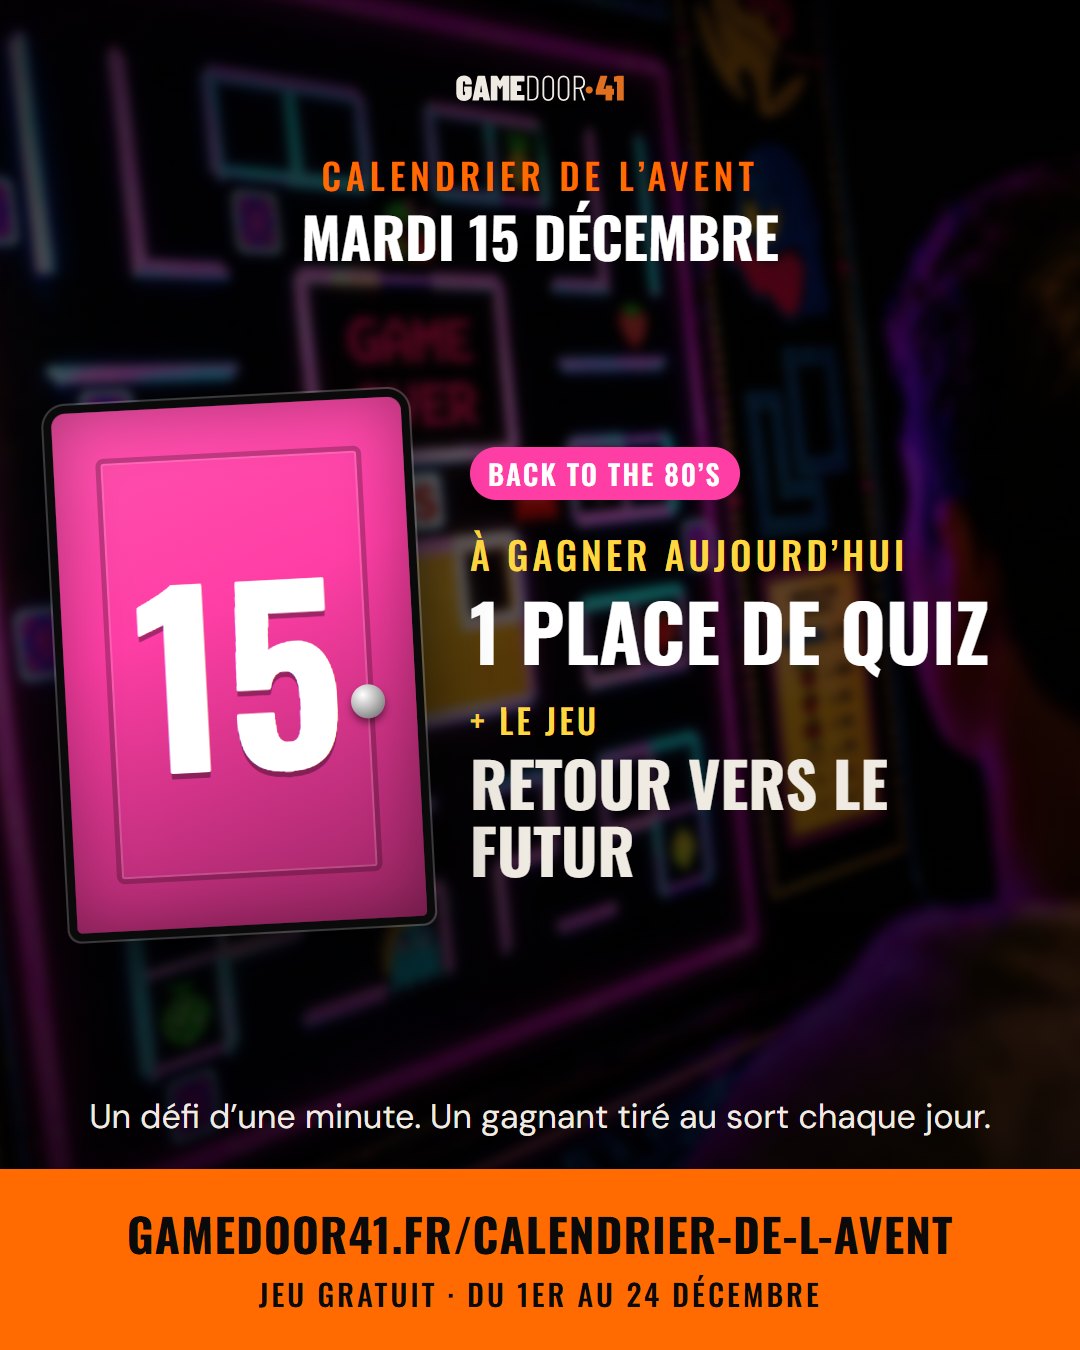 GAMEDOOR·41
CALENDRIER DE L’AVENT
MARDI 15 DÉCEMBRE
GAME
15
BACK TO THE 80’S
À GAGNER AUJOURD’HUI
1 PLACE DE QUIZ
+ LE JEU
RETOUR VERS LE
FUTUR
Un défi d’une minute. Un gagnant tiré au sort chaque jour.
GAMEDOOR41.FR/CALENDRIER-DE-L-AVENT
JEU GRATUIT · DU 1ER AU 24 DÉCEMBRE